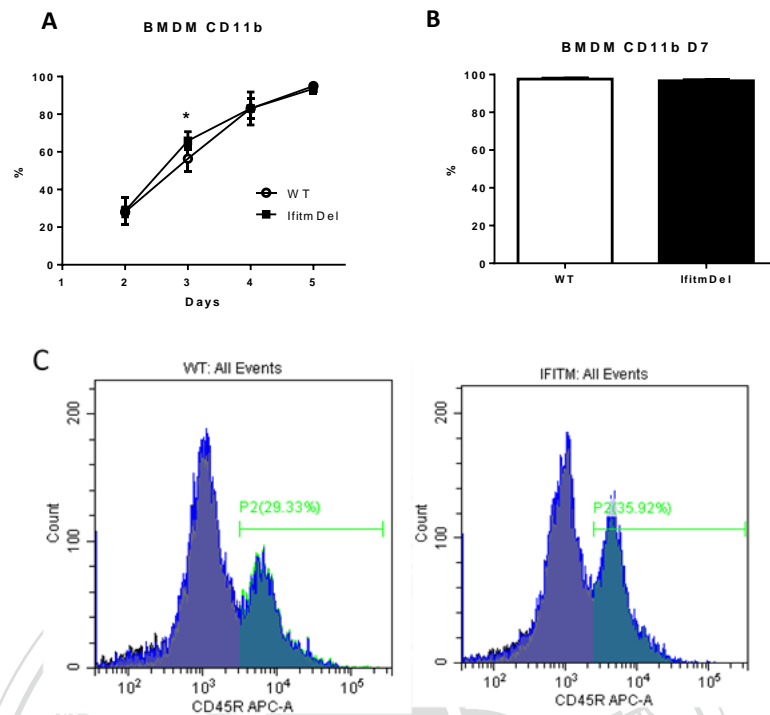 A
BMDM CD11b
100
80
60
40
20
0
%
*
WT
IfitmDel
1 2 3 4 5
Days
B
BMDM CD11b D7
100
80
60
40
20
0
%
WT IfitmDel
C
WT: All Events
200
100
0
Count
P2(29.33%)
10² 10³ 10⁴ 10⁵
CD45R APC-A
IFITM: All Events
200
100
0
Count
P2(35.92%)
10² 10³ 10⁴ 10⁵
CD45R APC-A